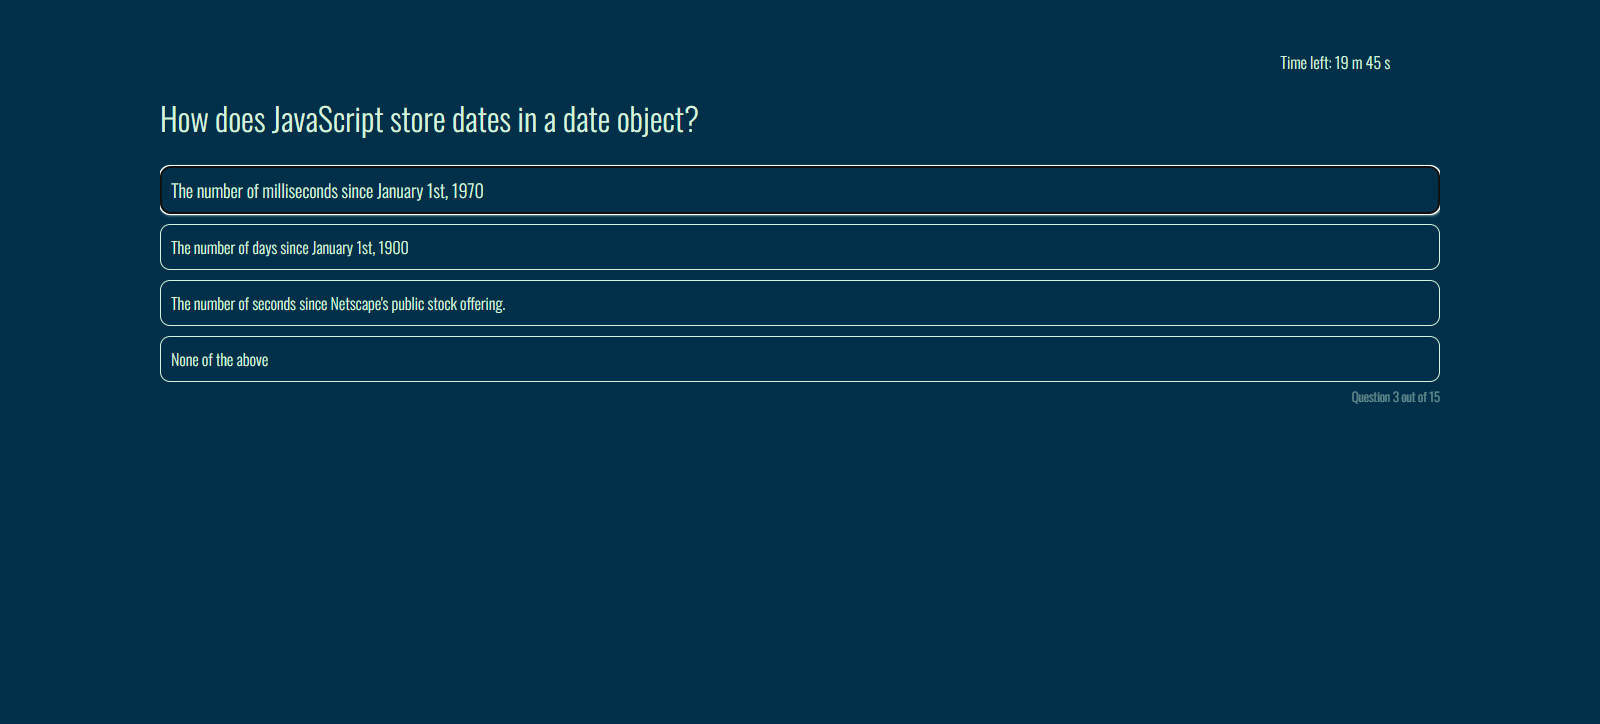 Time left: 19 m 45 s
How does JavaScript store dates in a date object?
The number of milliseconds since January 1st, 1970
The number of days since January 1st, 1900
The number of seconds since Netscape's public stock offering.
None of the above
Question 3 out of 15